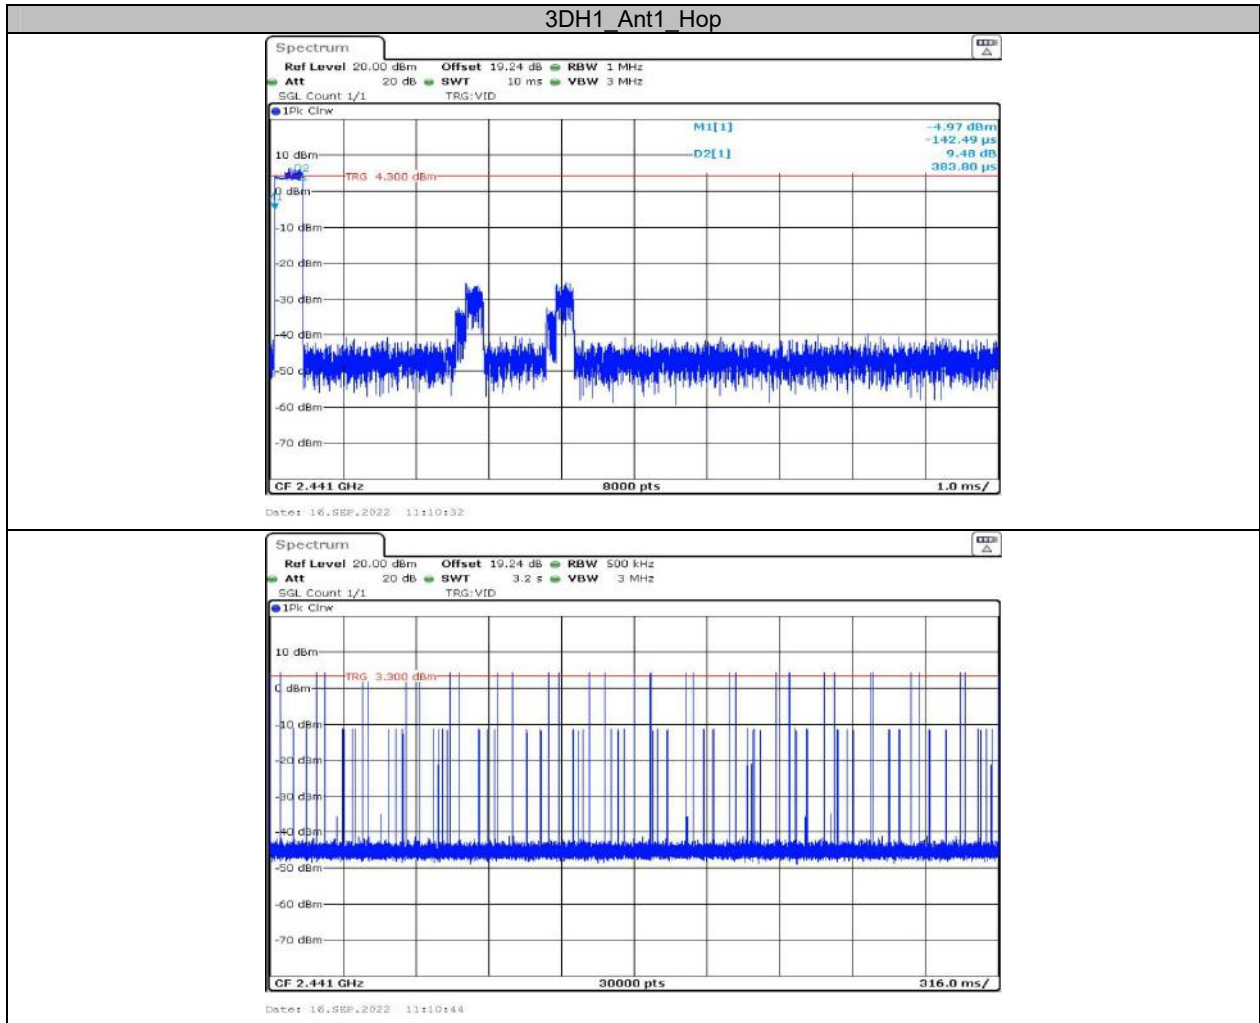 3DH1_Ant1_Hop
Spectrum
Ref Level 20.00 dBm Offset 19.24 dB RBW 1 MHz
Att 20 dB SWT 10 ms VBW 3 MHz
SGL Count 1/1 TRG:VID
1Pk Clrw
M1[1] -4.97 dBm
-142.49 µs
10 dBm D2[1] 9.48 dB
383.80 µs
D2
TRG 4.300 dBm
0 dBm
-10 dBm
-20 dBm
-30 dBm
-40 dBm
-50 dBm
-60 dBm
-70 dBm
CF 2.441 GHz 8000 pts 1.0 ms/
Date: 16.SEP.2022 11:10:32
Spectrum
Ref Level 20.00 dBm Offset 19.24 dB RBW 500 kHz
Att 20 dB SWT 3.2 s VBW 3 MHz
SGL Count 1/1 TRG:VID
1Pk Clrw
10 dBm
TRG 3.300 dBm
0 dBm
-10 dBm
-20 dBm
-30 dBm
-40 dBm
-50 dBm
-60 dBm
-70 dBm
CF 2.441 GHz 30000 pts 316.0 ms/
Date: 16.SEP.2022 11:10:44